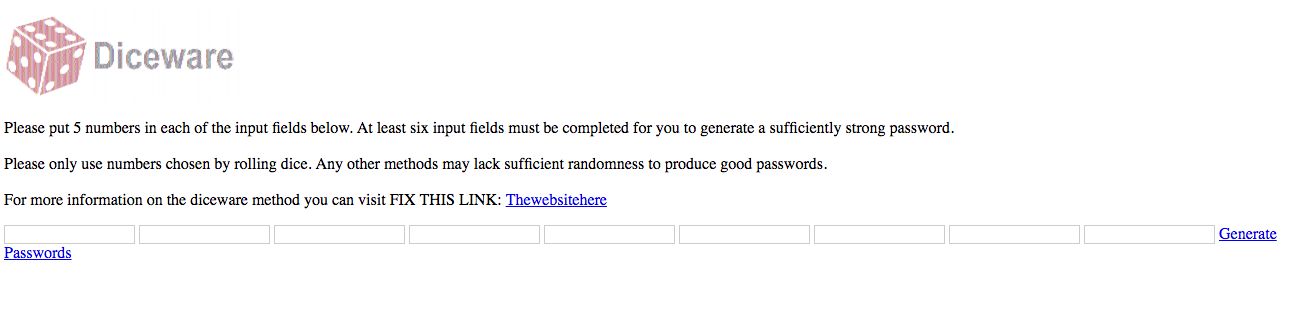 Diceware
Please put 5 numbers in each of the input fields below. At least six input fields must be completed for you to generate a sufficiently strong password.
Please only use numbers chosen by rolling dice. Any other methods may lack sufficient randomness to produce good passwords.
For more information on the diceware method you can visit FIX THIS LINK: Thewebsitehere
Generate
Passwords